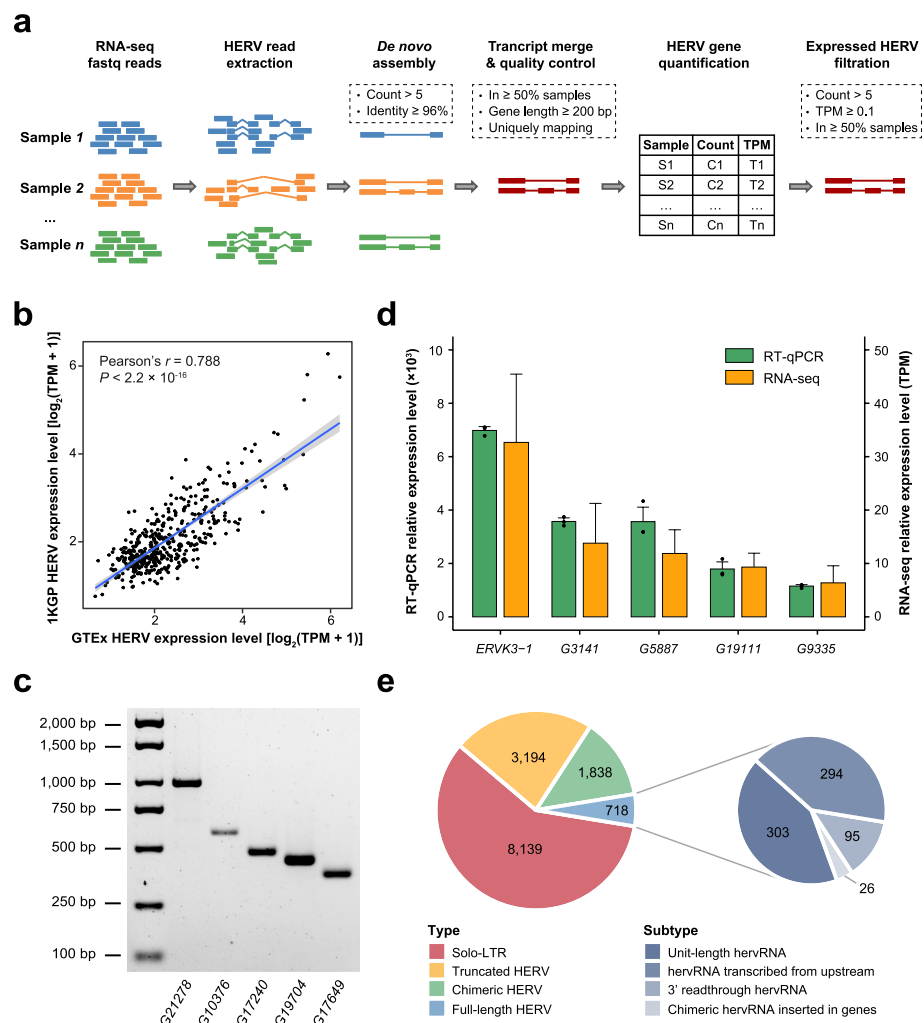 a
RNA-seq
fastq reads
HERV read
extraction
De novo
assembly
Trancript merge
& quality control
HERV gene
quantification
Expressed HERV
filtration
• Count > 5
• Identity ≥ 96%
• In ≥ 50% samples
• Gene length ≥ 200 bp
• Uniquely mapping
• Count > 5
• TPM ≥ 0.1
• In ≥ 50% samples
Sample 1
Sample 2
...
Sample n
Sample Count TPM
S1 C1 T1
S2 C2 T2
... ... ...
Sn Cn Tn
b
Pearson's r = 0.788
P < 2.2 × 10-16
1KGP HERV expression level [log2(TPM + 1)]
6
4
2
2 4 6
GTEx HERV expression level [log2(TPM + 1)]
d
RT-qPCR
RNA-seq
RT-qPCR relative expression level (×10³)
10
8
6
4
2
0
RNA-seq relative expression level (TPM)
50
40
30
20
10
0
ERVK3−1 G3141 G5887 G19111 G9335
c
2,000 bp
1,500 bp
1,000 bp
750 bp
500 bp
250 bp
100 bp
G21278 G10376 G17240 G19704 G17649
e
3,194
1,838
718
8,139
294
303
95
26
Type
Solo-LTR
Truncated HERV
Chimeric HERV
Full-length HERV
Subtype
Unit-length hervRNA
hervRNA transcribed from upstream
3' readthrough hervRNA
Chimeric hervRNA inserted in genes